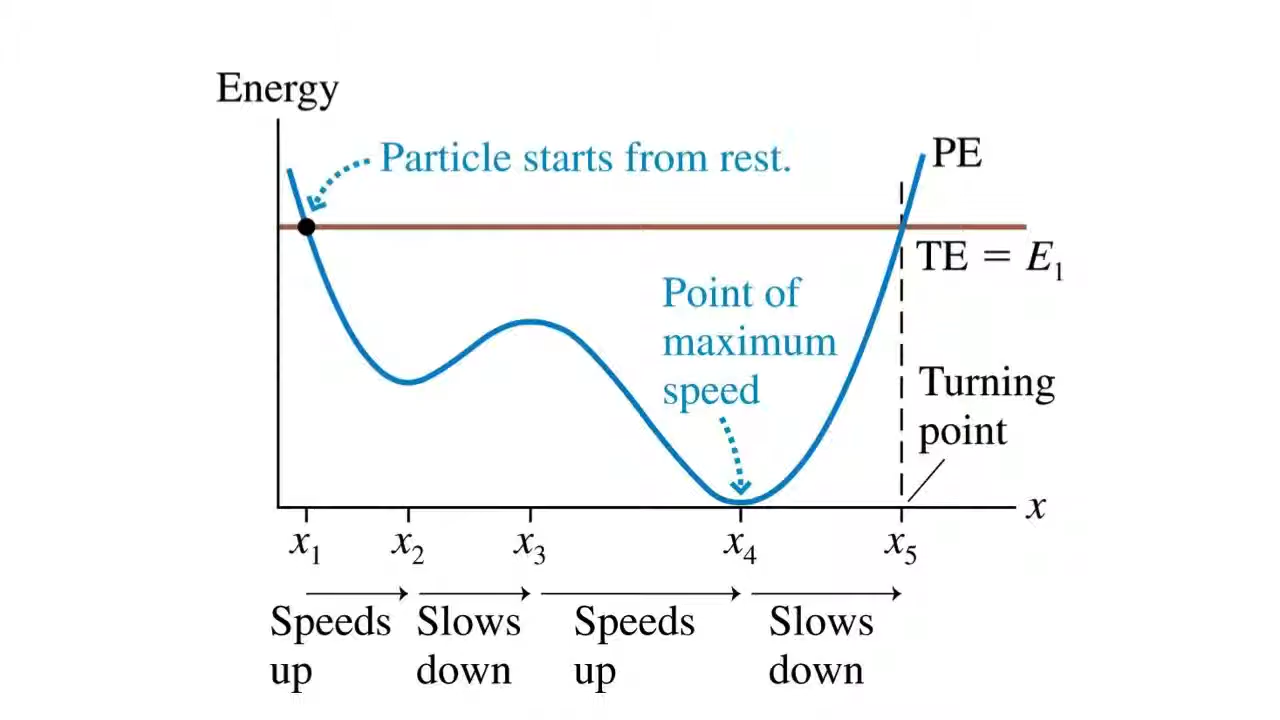 Energy
Particle starts from rest.
PE
TE = E₁
Point of
maximum
speed
Turning
point
x
x₁ x₂ x₃ x₄ x₅
Speeds Slows Speeds Slows
up down up down